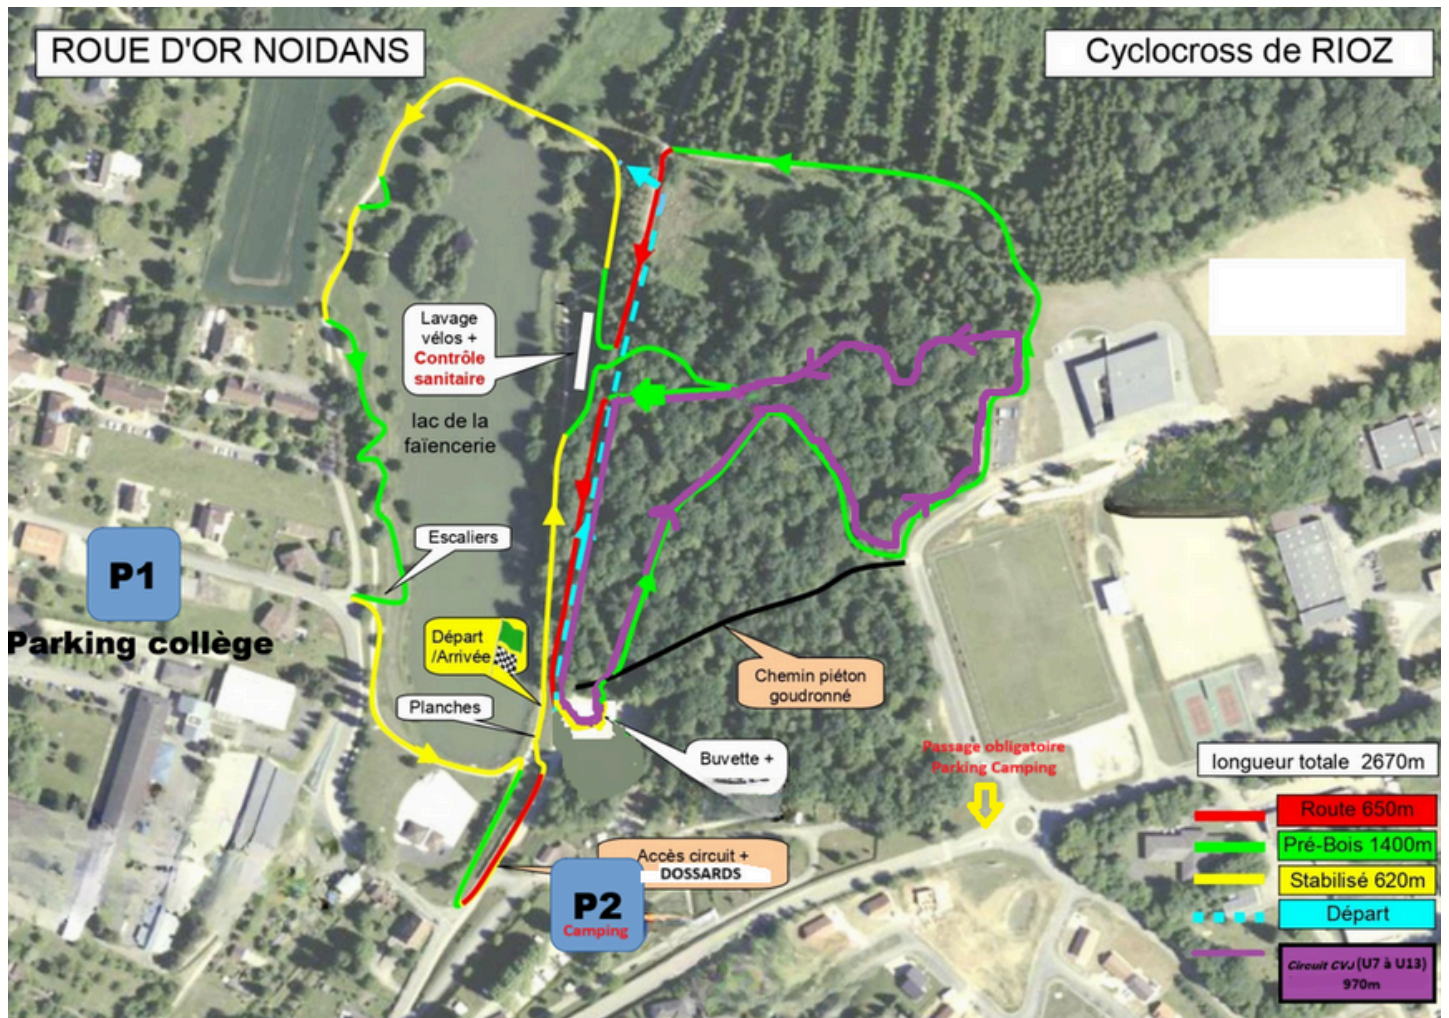 ROUE D'OR NOIDANS
Cyclocross de RIOZ
Lavage
vélos +
Contrôle
sanitaire
lac de la
faïencerie
Escaliers
P1
Parking collège
Départ
/Arrivée
Planches
Chemin piéton
goudronné
Buvette +
Passage obligatoire
Parking Camping
Accès circuit +
DOSSARDS
P2
Camping
longueur totale 2670m
Route 650m
Pré-Bois 1400m
Stabilisé 620m
Départ
Circuit CVJ (U7 à U13)
970m